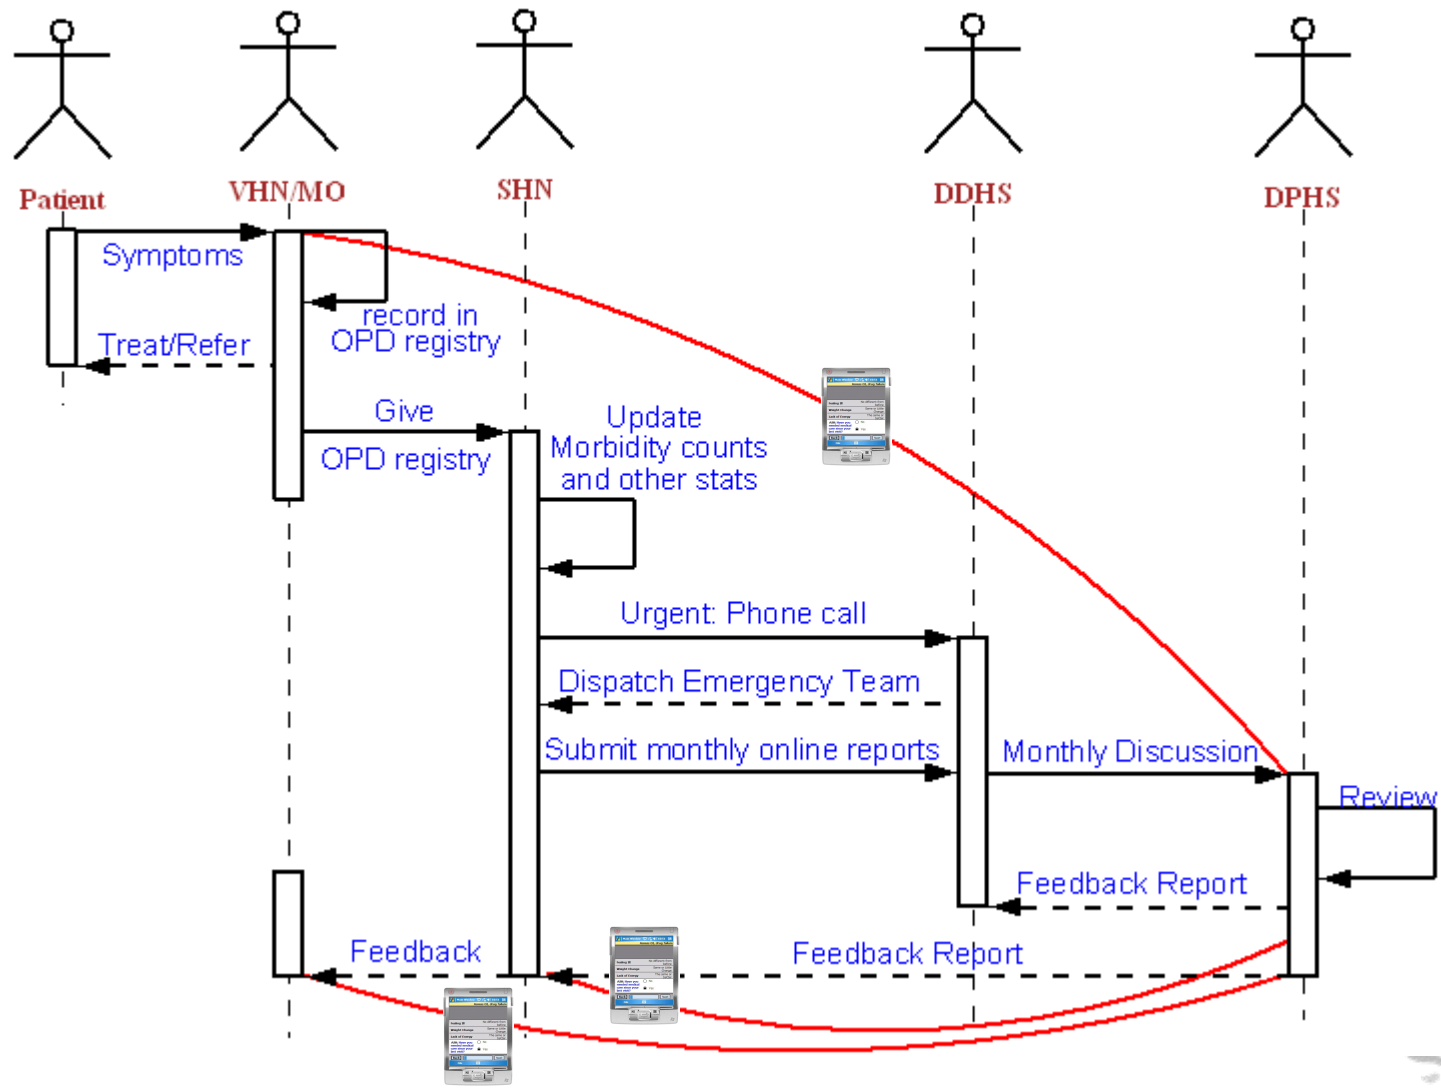 Patient
VHN/MO
SHN
DDHS
DPHS
Symptoms
record in
OPD registry
Treat/Refer
Give
OPD registry
Update
Morbidity counts
and other stats
Urgent: Phone call
Dispatch Emergency Team
Submit monthly online reports
Monthly Discussion
Review
Feedback Report
Feedback
Feedback Report